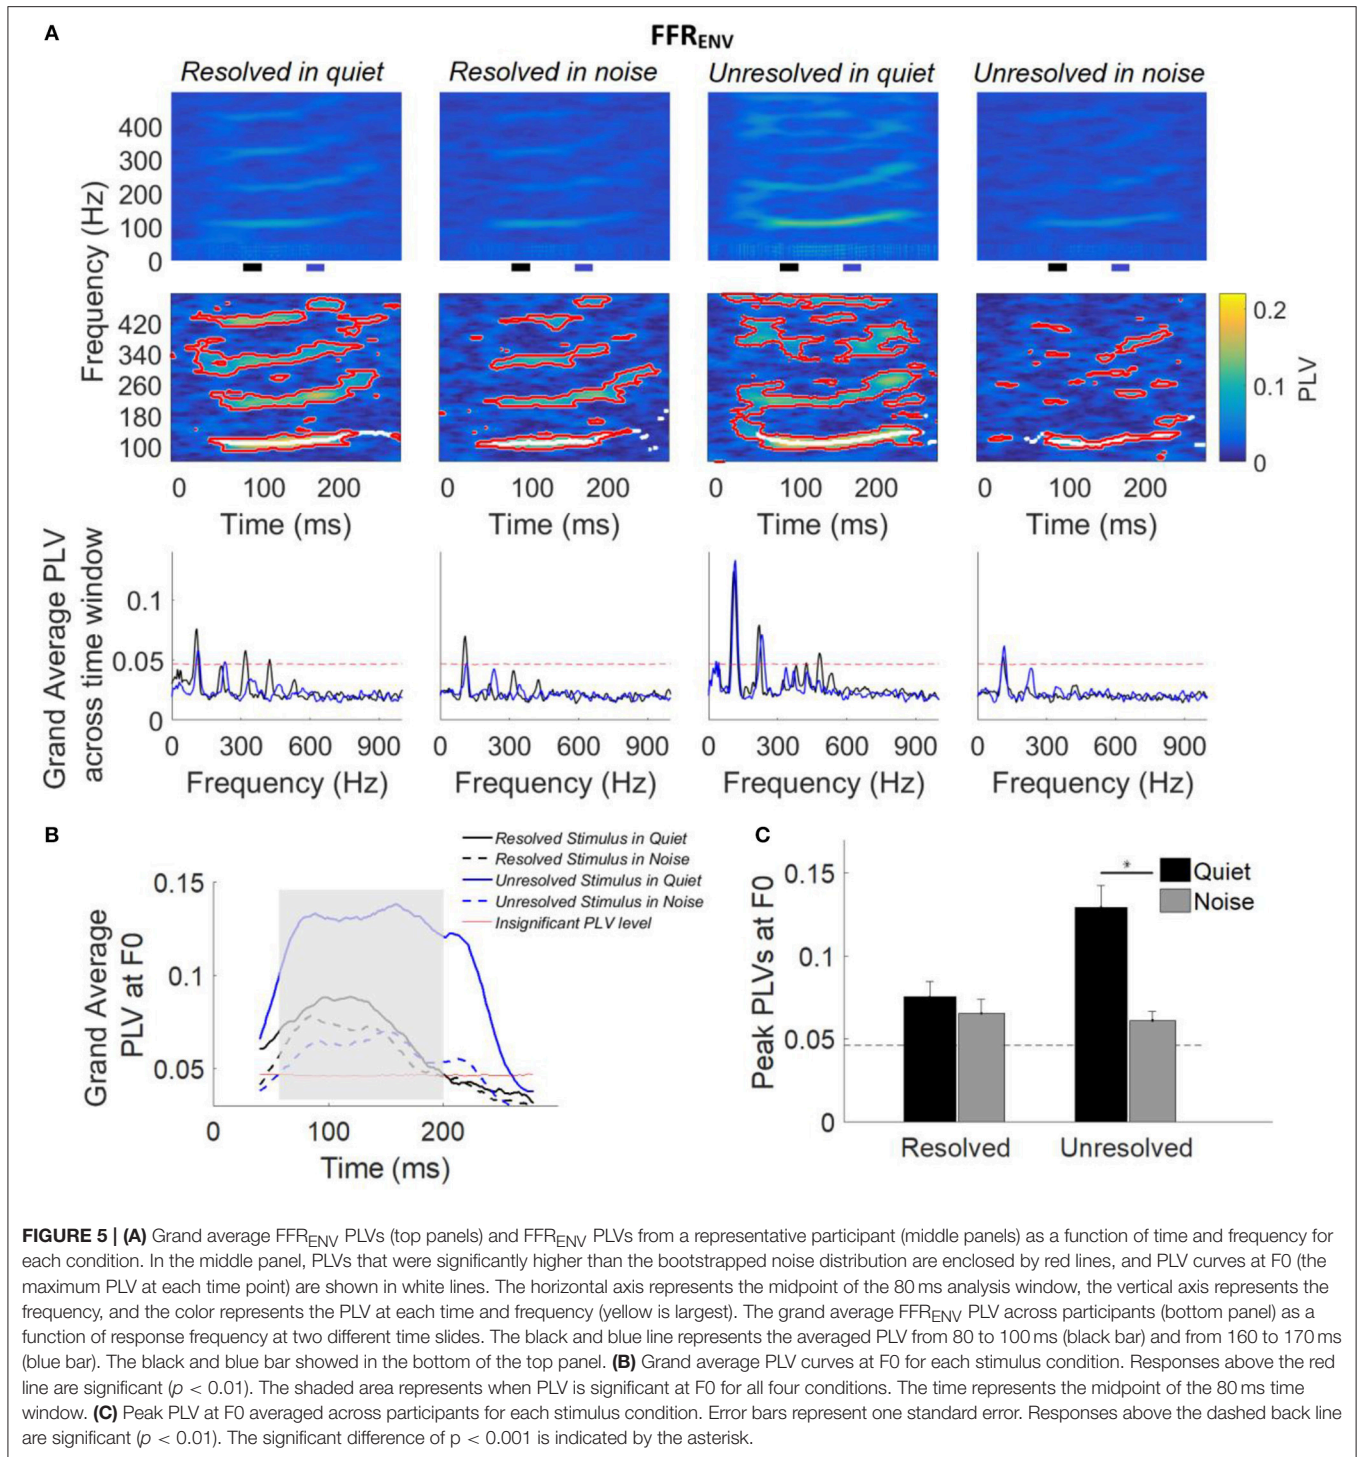 A
FFRENV
Resolved in quiet
Resolved in noise
Unresolved in quiet
Unresolved in noise
Frequency (Hz)
400
300
200
100
0
420
340
260
180
100
0 100 200
0 100 200
0 100 200
0 100 200
Time (ms)
Time (ms)
Time (ms)
Time (ms)
0.2
0.1
0
PLV
Grand Average PLV
across time window
0.1
0.05
0
0 300 600 900
0 300 600 900
0 300 600 900
0 300 600 900
Frequency (Hz)
Frequency (Hz)
Frequency (Hz)
Frequency (Hz)
B
Resolved Stimulus in Quiet
Resolved Stimulus in Noise
Unresolved Stimulus in Quiet
Unresolved Stimulus in Noise
Insignificant PLV level
Grand Average
PLV at F0
0.15
0.1
0.05
0 100 200
Time (ms)
C
Peak PLVs at F0
0.15
0.1
0.05
0
*
Quiet
Noise
Resolved
Unresolved
FIGURE 5 | (A) Grand average FFRENV PLVs (top panels) and FFRENV PLVs from a representative participant (middle panels) as a function of time and frequency for
each condition. In the middle panel, PLVs that were significantly higher than the bootstrapped noise distribution are enclosed by red lines, and PLV curves at F0 (the
maximum PLV at each time point) are shown in white lines. The horizontal axis represents the midpoint of the 80 ms analysis window, the vertical axis represents the
frequency, and the color represents the PLV at each time and frequency (yellow is largest). The grand average FFRENV PLV across participants (bottom panel) as a
function of response frequency at two different time slides. The black and blue line represents the averaged PLV from 80 to 100 ms (black bar) and from 160 to 170 ms
(blue bar). The black and blue bar showed in the bottom of the top panel. (B) Grand average PLV curves at F0 for each stimulus condition. Responses above the red
line are significant (p < 0.01). The shaded area represents when PLV is significant at F0 for all four conditions. The time represents the midpoint of the 80 ms time
window. (C) Peak PLV at F0 averaged across participants for each stimulus condition. Error bars represent one standard error. Responses above the dashed back line
are significant (p < 0.01). The significant difference of p < 0.001 is indicated by the asterisk.